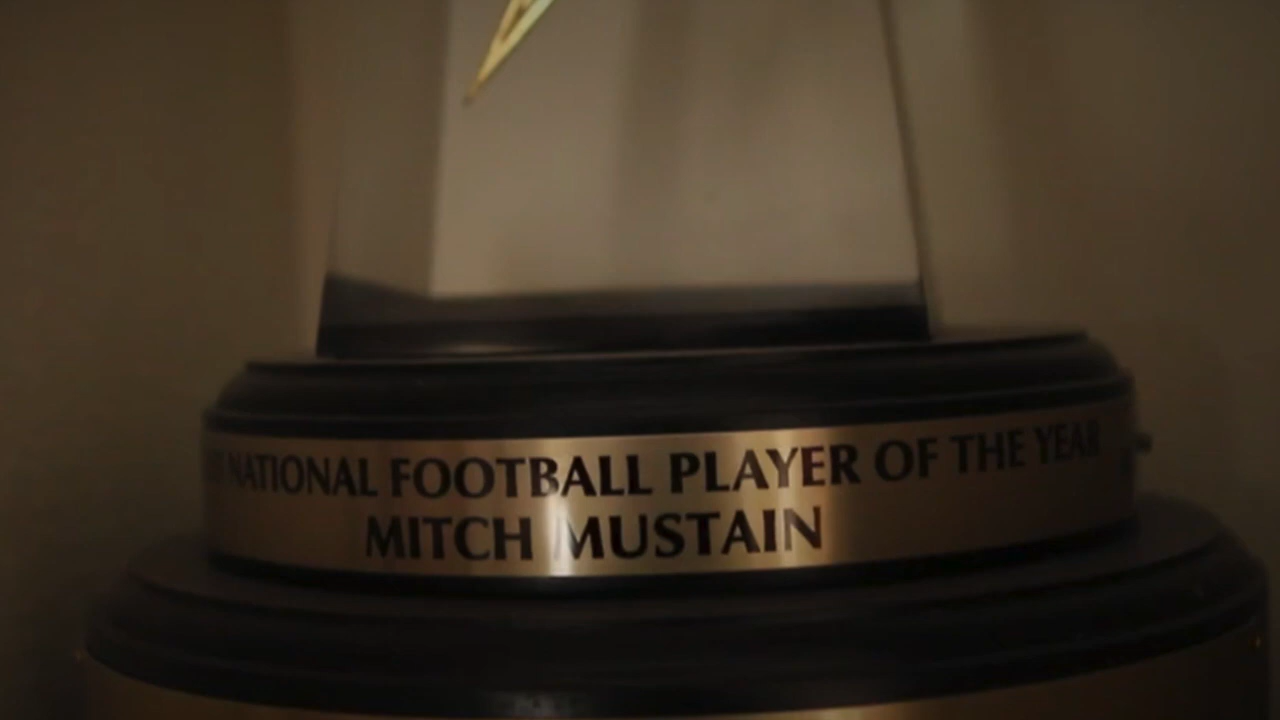 NATIONAL FOOTBALL PLAYER OF THE YEAR
MITCH MUSTAIN